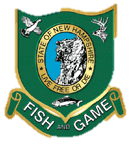 STATE OF NEW HAMPSHIRE
LIVE FREE OR DIE
FISH AND GAME